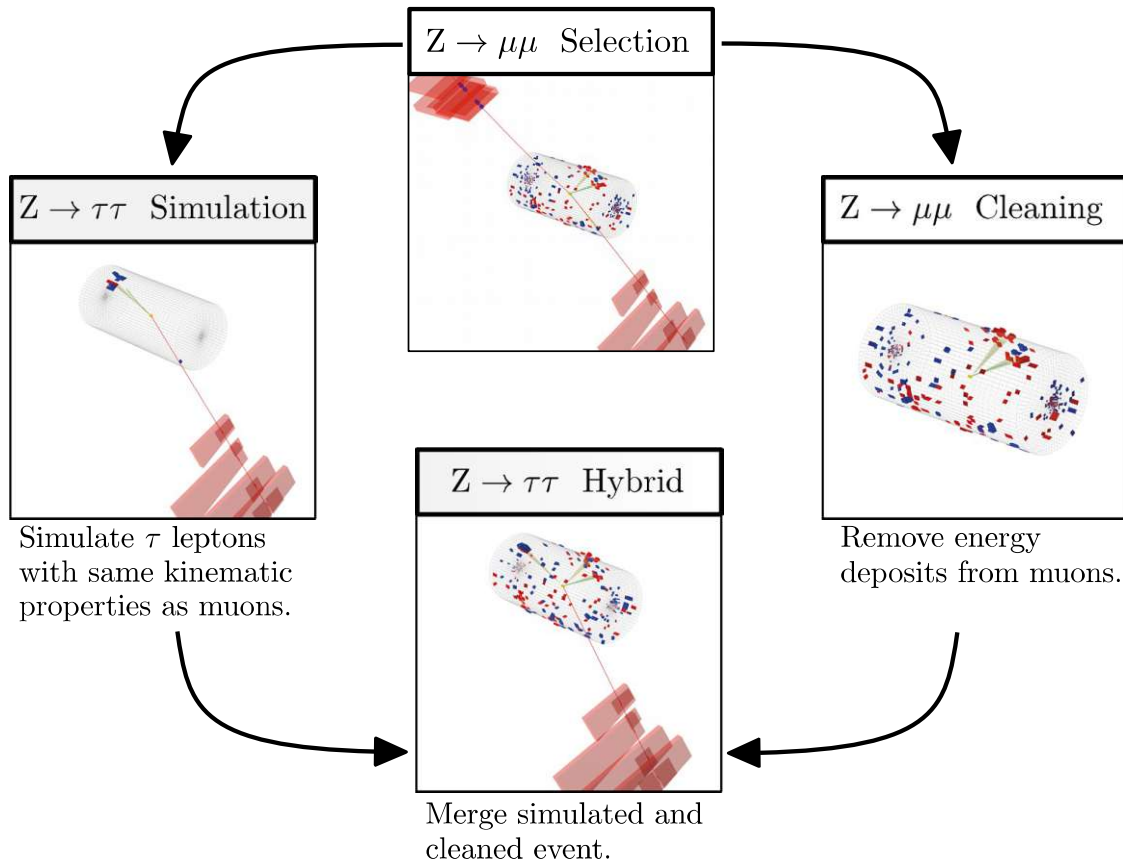 Z → μμ Selection
Z → ττ Simulation
Z → μμ Cleaning
Z → ττ Hybrid
Simulate τ leptons
with same kinematic
properties as muons.
Remove energy
deposits from muons.
Merge simulated and
cleaned event.